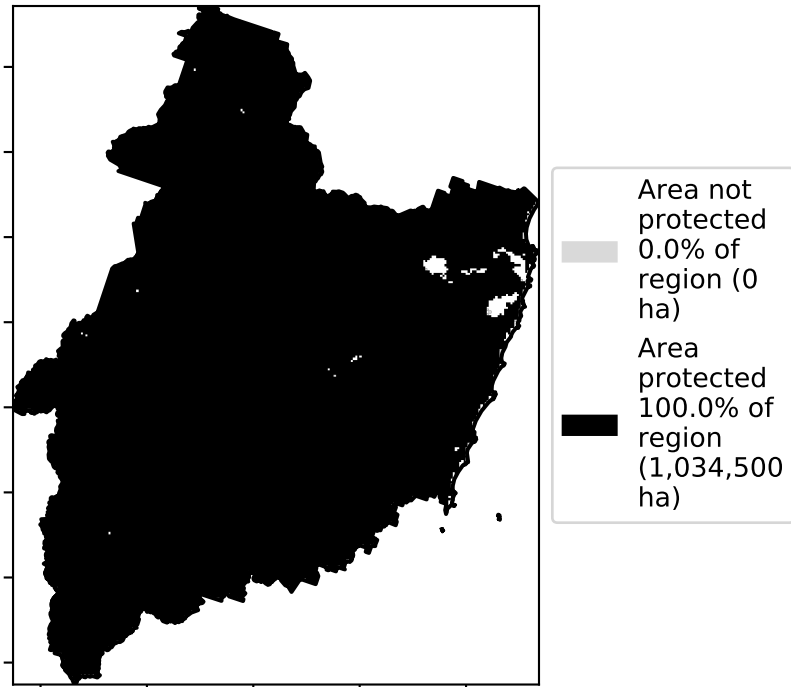 Area not
protected
0.0% of
region (0
ha)
Area
protected
100.0% of
region
(1,034,500
ha)